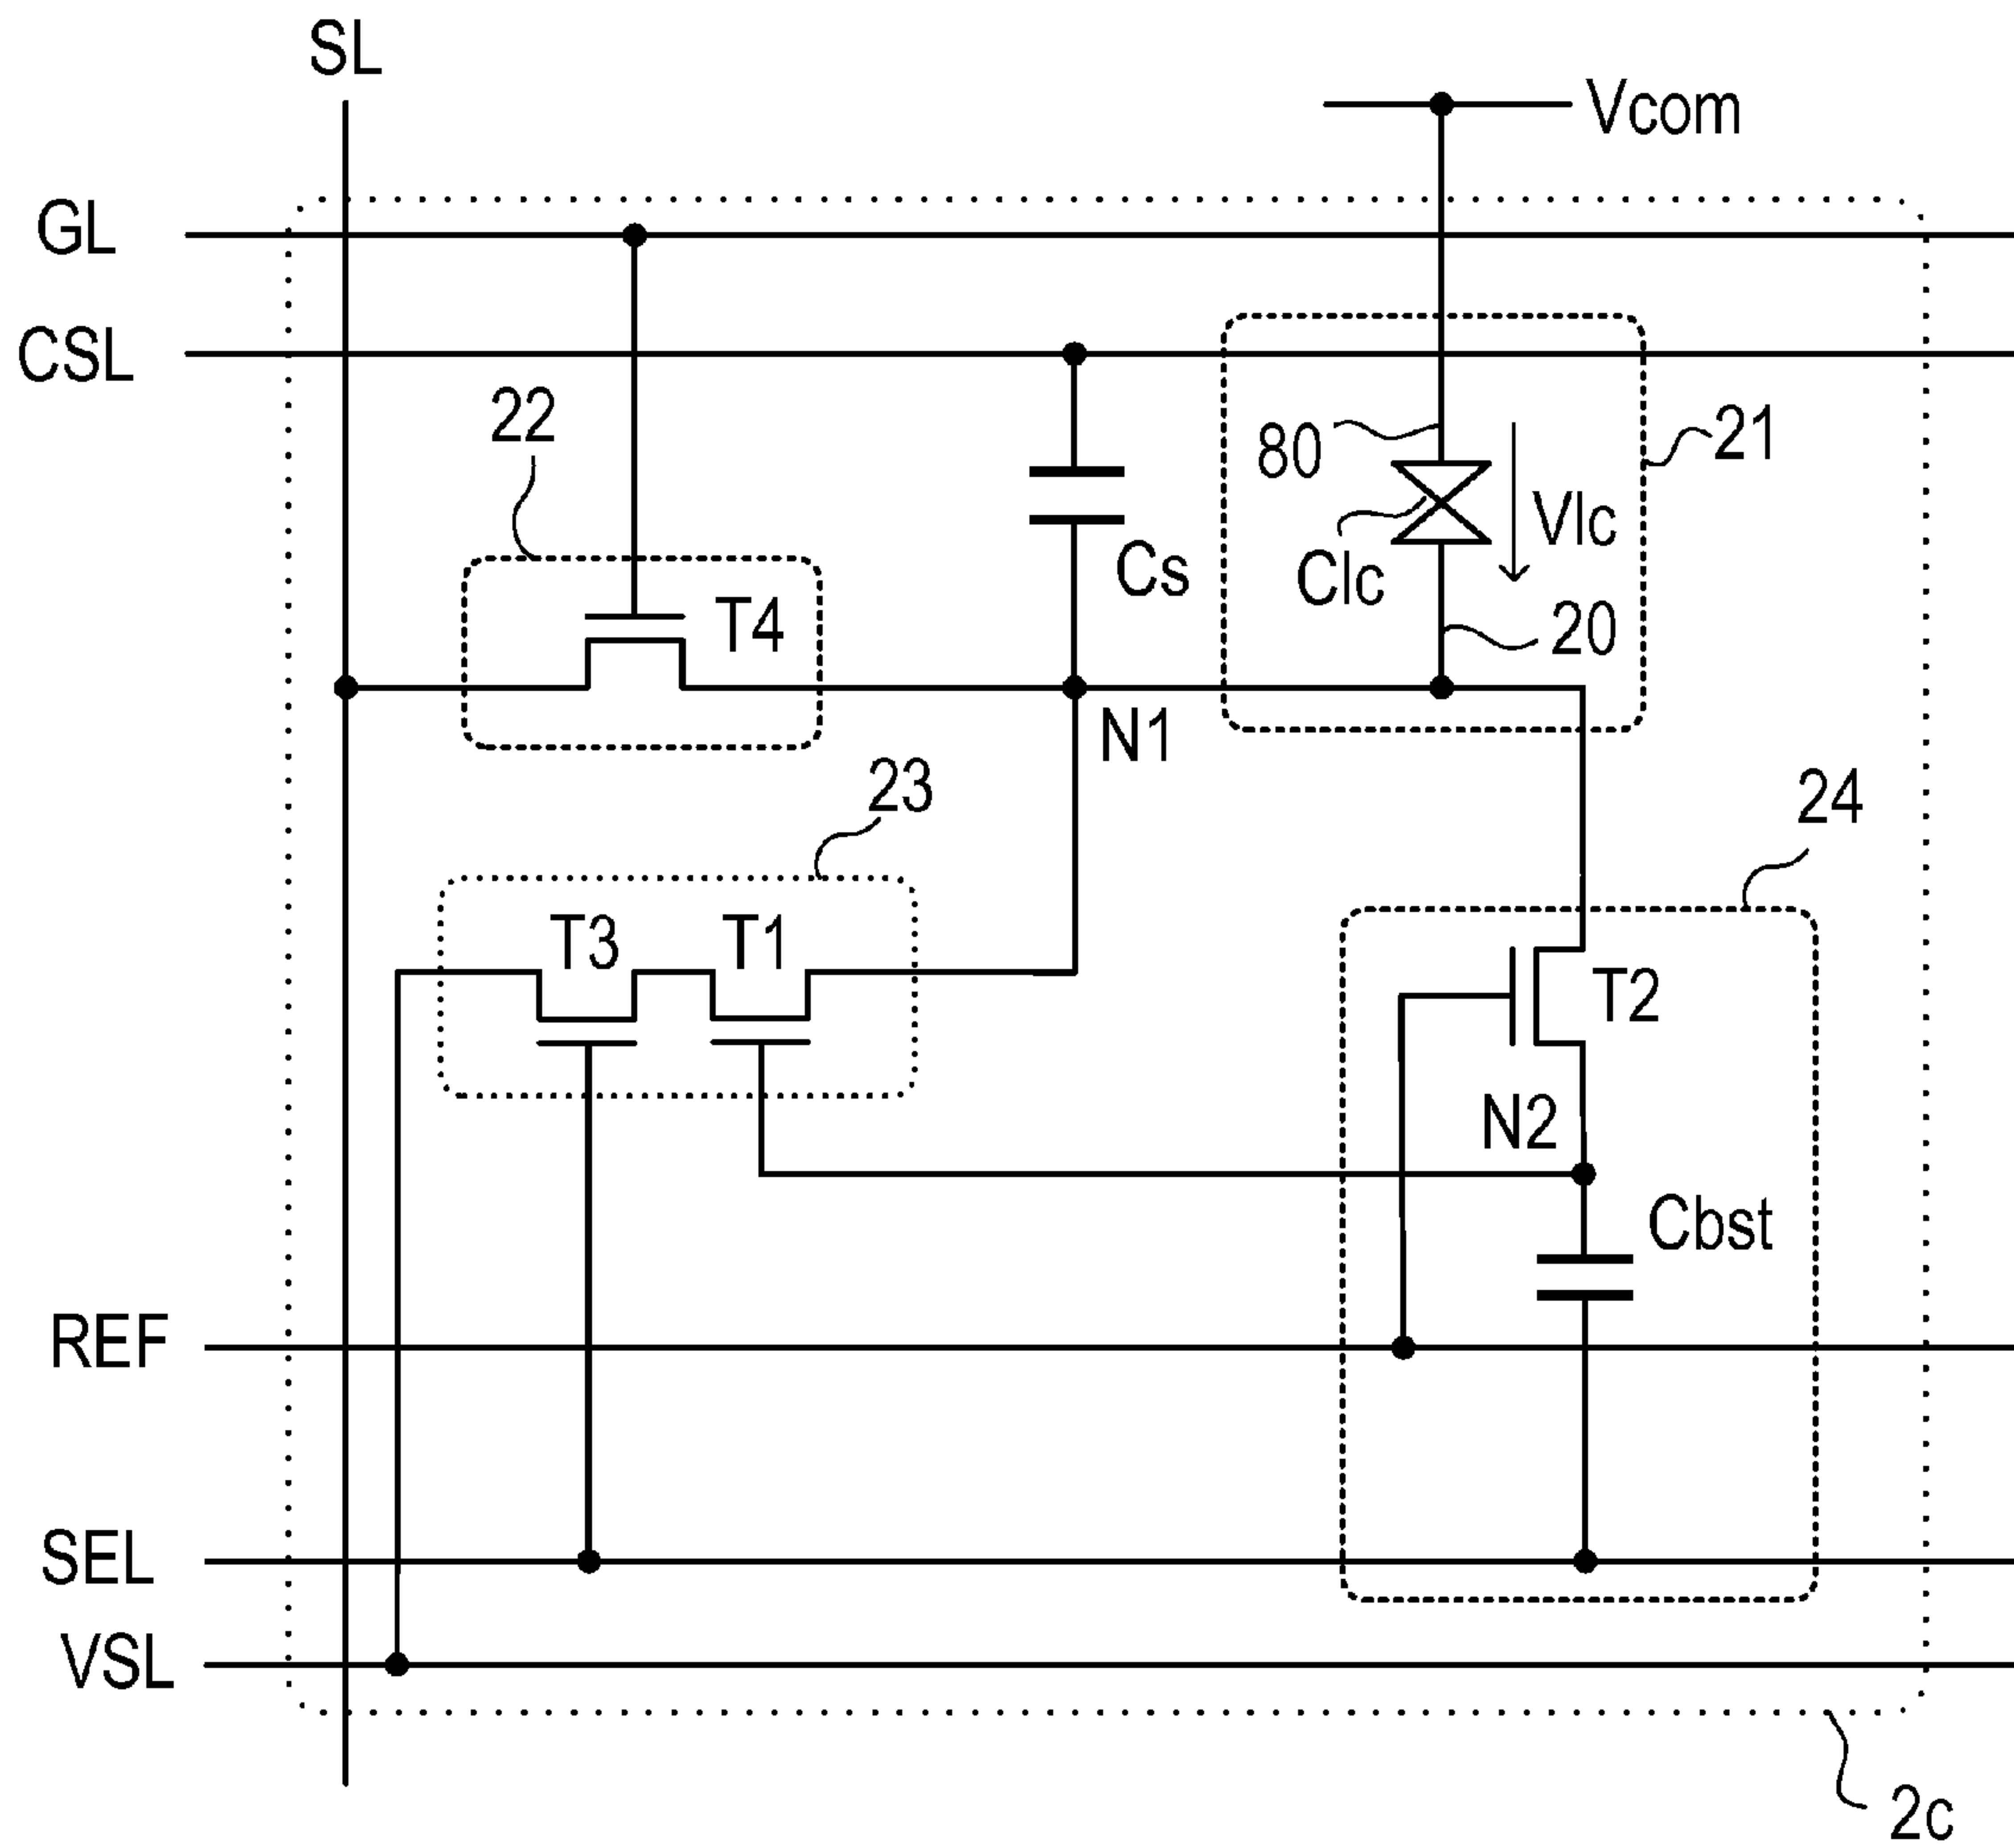 SL
Vcom
GL
CSL
22
80
21
Vlc
Cs
Clc
T4
20
N1
23
24
T3
T1
T2
N2
Cbst
REF
SEL
VSL
2c